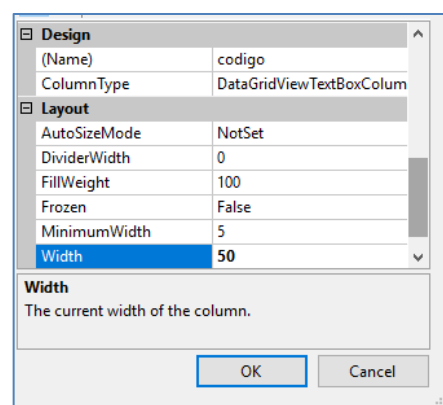 Design
(Name) codigo
ColumnType DataGridViewTextBoxColum
Layout
AutoSizeMode NotSet
DividerWidth 0
FillWeight 100
Frozen False
MinimumWidth 5
Width 50
Width
The current width of the column.
OK Cancel